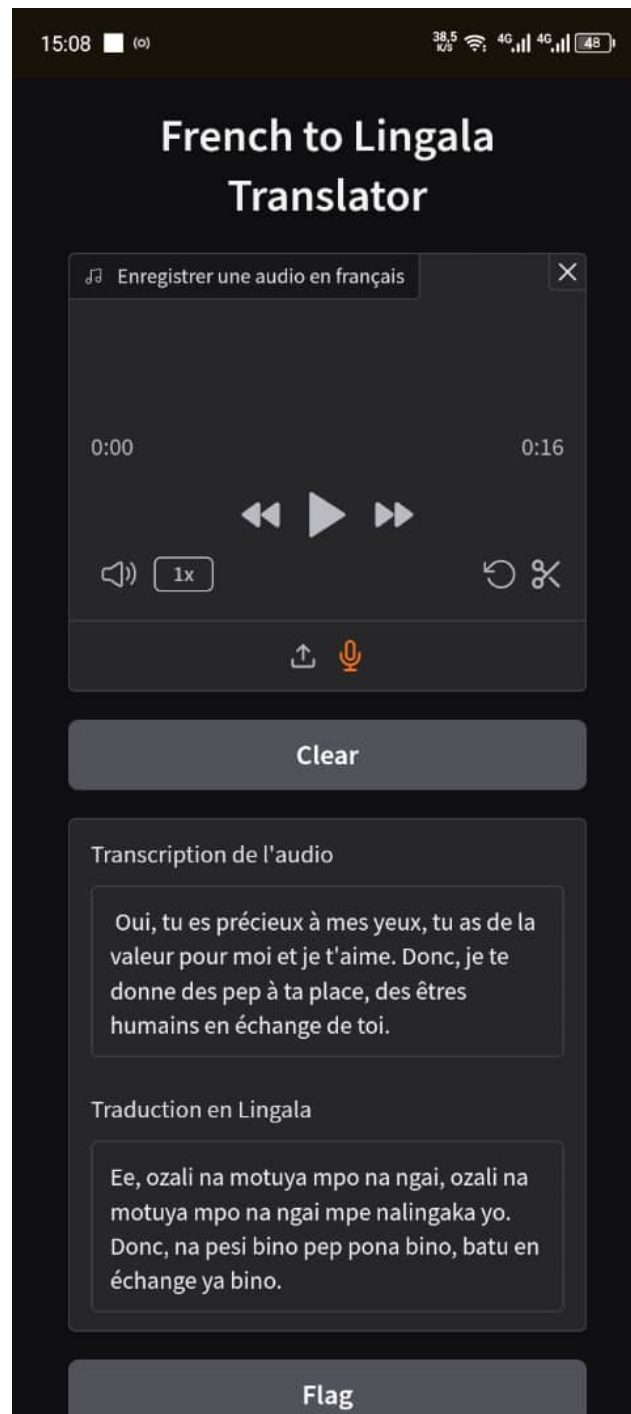 15:08 38,5 K/S 4G 4G 48
French to Lingala
Translator
Enregistrer une audio en français
0:00 0:16
1x
Clear
Transcription de l'audio
Oui, tu es précieux à mes yeux, tu as de la
valeur pour moi et je t'aime. Donc, je te
donne des pep à ta place, des êtres
humains en échange de toi.
Traduction en Lingala
Ee, ozali na motuya mpo na ngai, ozali na
motuya mpo na ngai mpe nalingaka yo.
Donc, na pesi bino pep pona bino, batu en
échange ya bino.
Flag